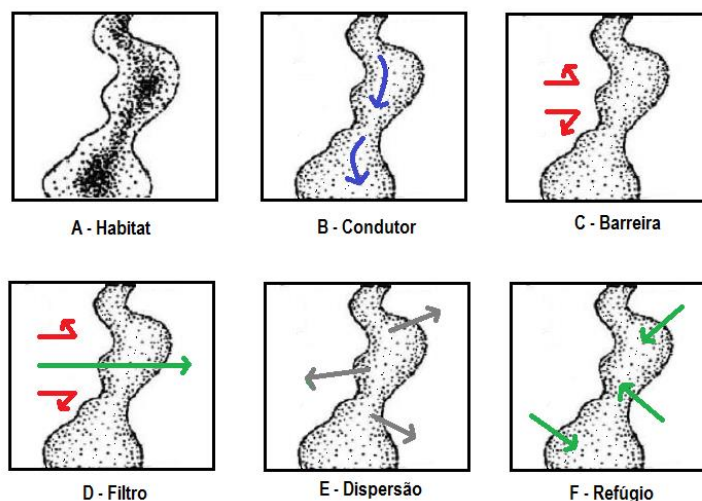 A - Habitat
B - Condutor
C - Barreira
D - Filtro
E - Dispersão
F - Refúgio